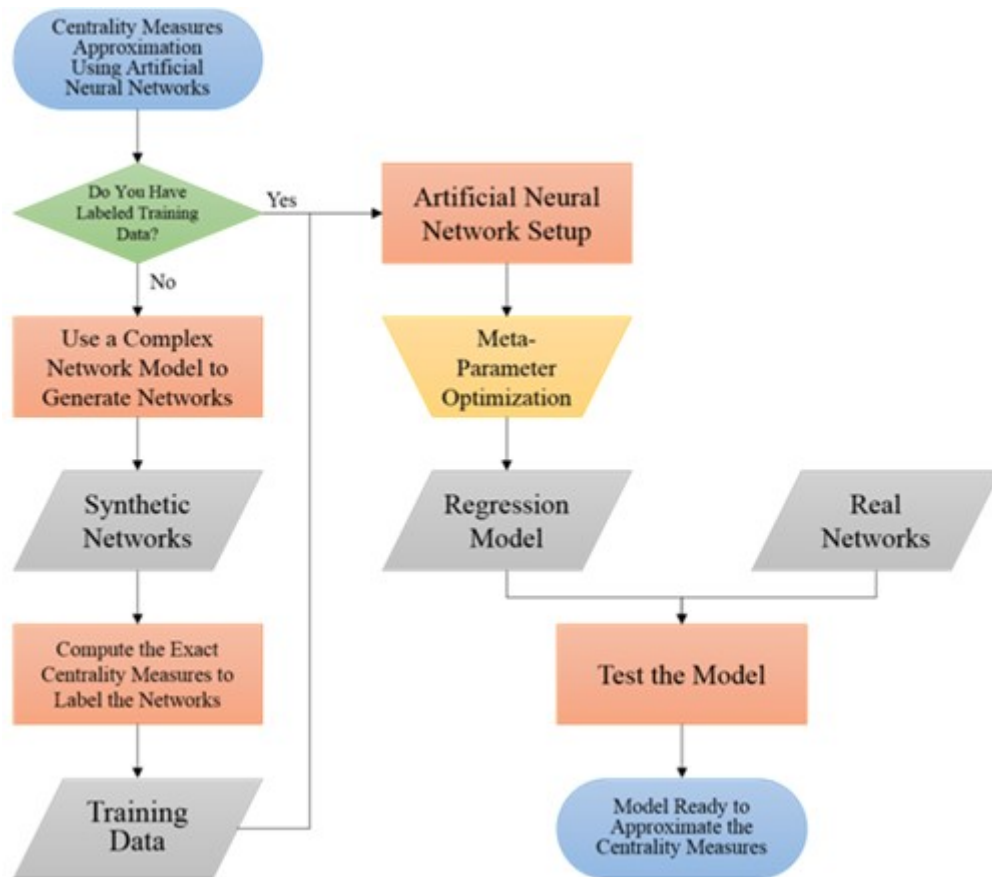 Centrality Measures
Approximation
Using Artificial
Neural Networks
Do You Have
Labeled Training
Data?
Yes
No
Use a Complex
Network Model to
Generate Networks
Synthetic
Networks
Compute the Exact
Centrality Measures to
Label the Networks
Training
Data
Artificial Neural
Network Setup
Meta-
Parameter
Optimization
Regression
Model
Real
Networks
Test the Model
Model Ready to
Approximate the
Centrality Measures